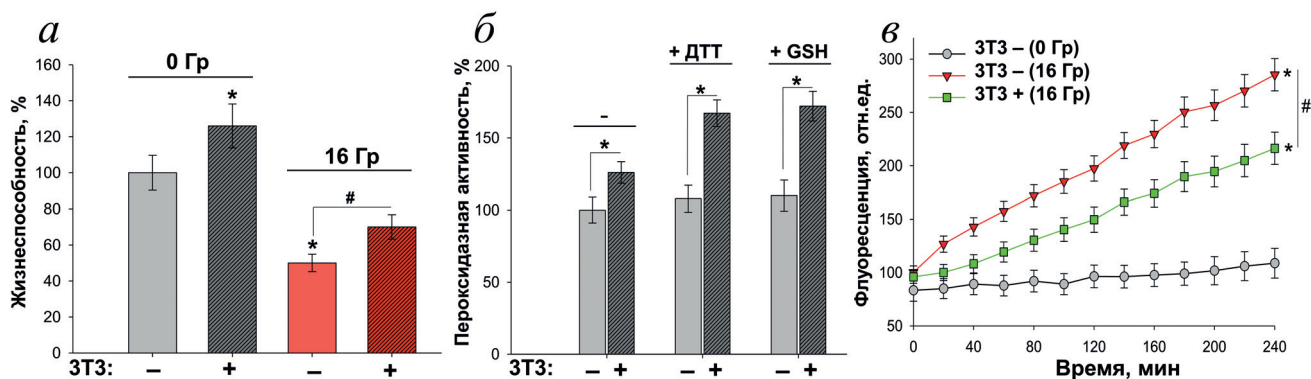 а
Жизнеспособность, %
160
140
120
100
80
60
40
20
0
0 Гр
*
16 Гр
*
#
3Т3: – + – +
б
Пероксидазная активность, %
200
150
100
50
0
–
*
+ ДТТ
*
+ GSH
*
3Т3: – + – + – +
в
Флуоресценция, отн.ед.
300
250
200
150
100
50
3Т3 – (0 Гр)
3Т3 – (16 Гр)
3Т3 + (16 Гр)
*
#
*
0 40 80 120 160 200 240
Время, мин